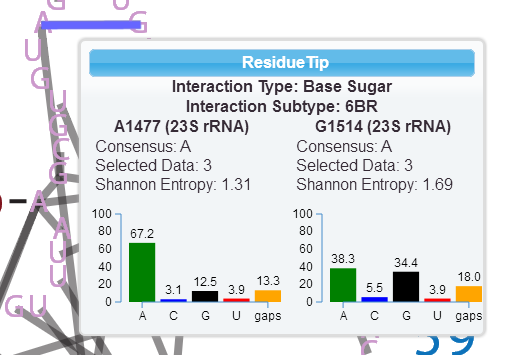 G
U
A
G
U
G
U
G
A
A
U
U
G U
ResidueTip
Interaction Type: Base Sugar
Interaction Subtype: 6BR
A1477 (23S rRNA) G1514 (23S rRNA)
Consensus: A Consensus: A
Selected Data: 3 Selected Data: 3
Shannon Entropy: 1.31 Shannon Entropy: 1.69
100 100
80 80
60 60
40 40
20 20
0 0
67.2 3.1 12.5 3.9 13.3 38.3 5.5 34.4 3.9 18.0
A C G U gaps A C G U gaps
59